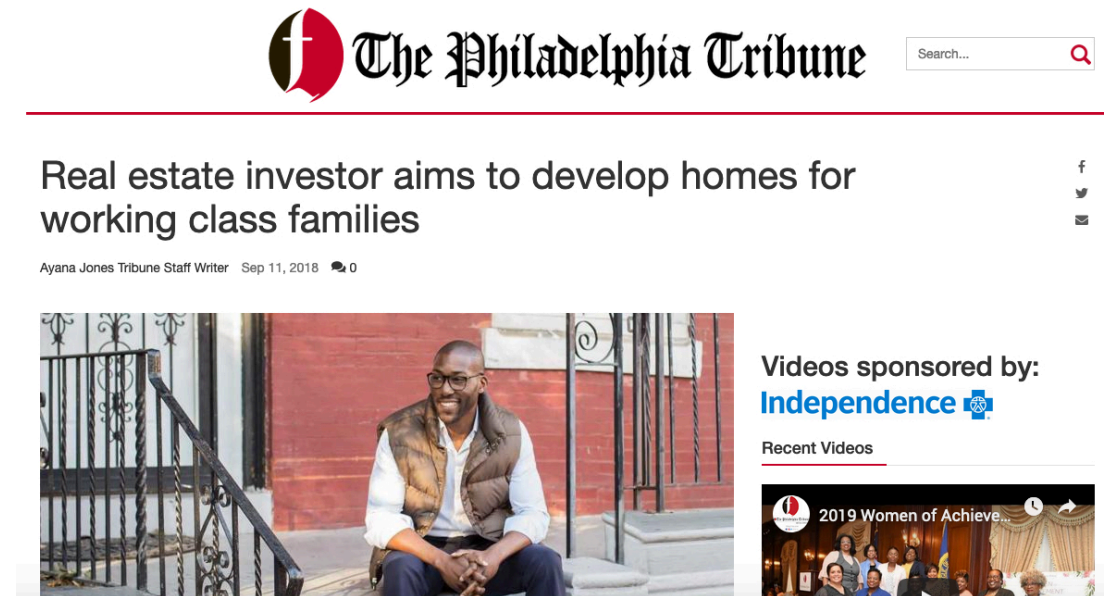 The Philadelphia Tribune
Search...
Real estate investor aims to develop homes for
working class families
Ayana Jones Tribune Staff Writer Sep 11, 2018 0
Videos sponsored by:
Independence
Recent Videos
2019 Women of Achieve...